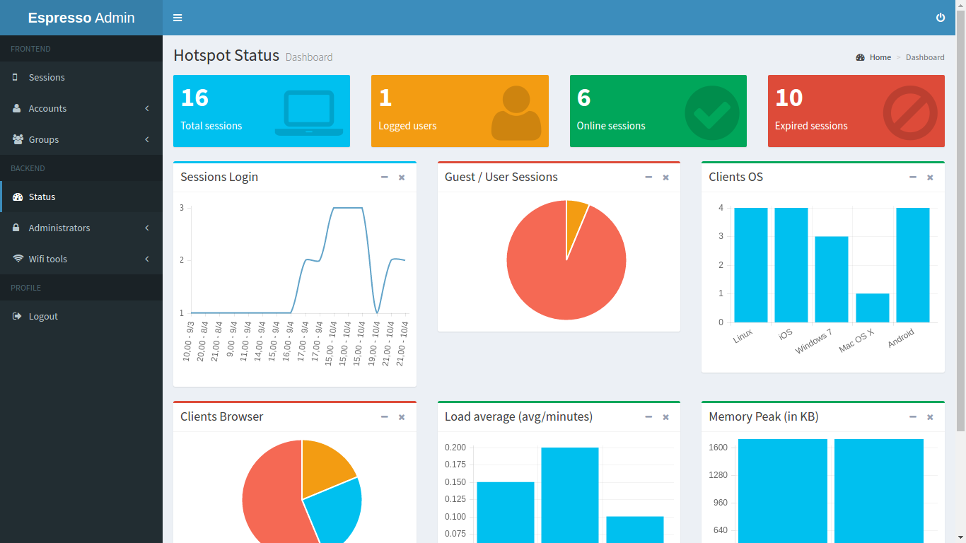 Espresso Admin
FRONTEND
Sessions
Accounts
Groups
BACKEND
Status
Administrators
Wifi tools
PROFILE
Logout
Hotspot Status Dashboard
Home > Dashboard
16
Total sessions
1
Logged users
6
Online sessions
10
Expired sessions
Sessions Login
3
2
1
10,00 - 9/3
20,00 - 8/4
21,00 - 8/4
9,00 - 9/4
11,00 - 9/4
14,00 - 9/4
15,00 - 9/4
16,00 - 9/4
17,00 - 9/4
17,00 - 9/4
15,00 - 10/4
15,00 - 10/4
15,00 - 10/4
19,00 - 10/4
21,00 - 10/4
21,00 - 10/4
Guest / User Sessions
Clients OS
4
3
2
1
0
Linux
iOS
Windows 7
Mac OS X
Android
Clients Browser
Load average (avg/minutes)
0.200
0.175
0.150
0.125
0.100
0.075
Memory Peak (in KB)
1600
1280
960
640